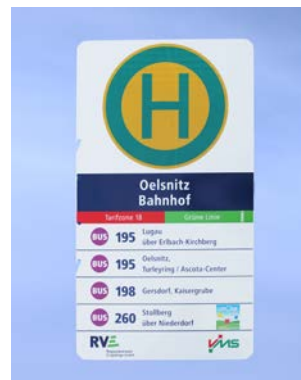 H
Oelsnitz
Bahnhof
Tarifzone 18 Grüne Linie
BUS 195 Lugau
über Erlbach-Kirchberg
BUS 195 Oelsnitz,
Turleyring / Ascota-Center
BUS 198 Gersdorf, Kaisergrube
BUS 260 Stollberg
über Niederdorf
RVE
VMS